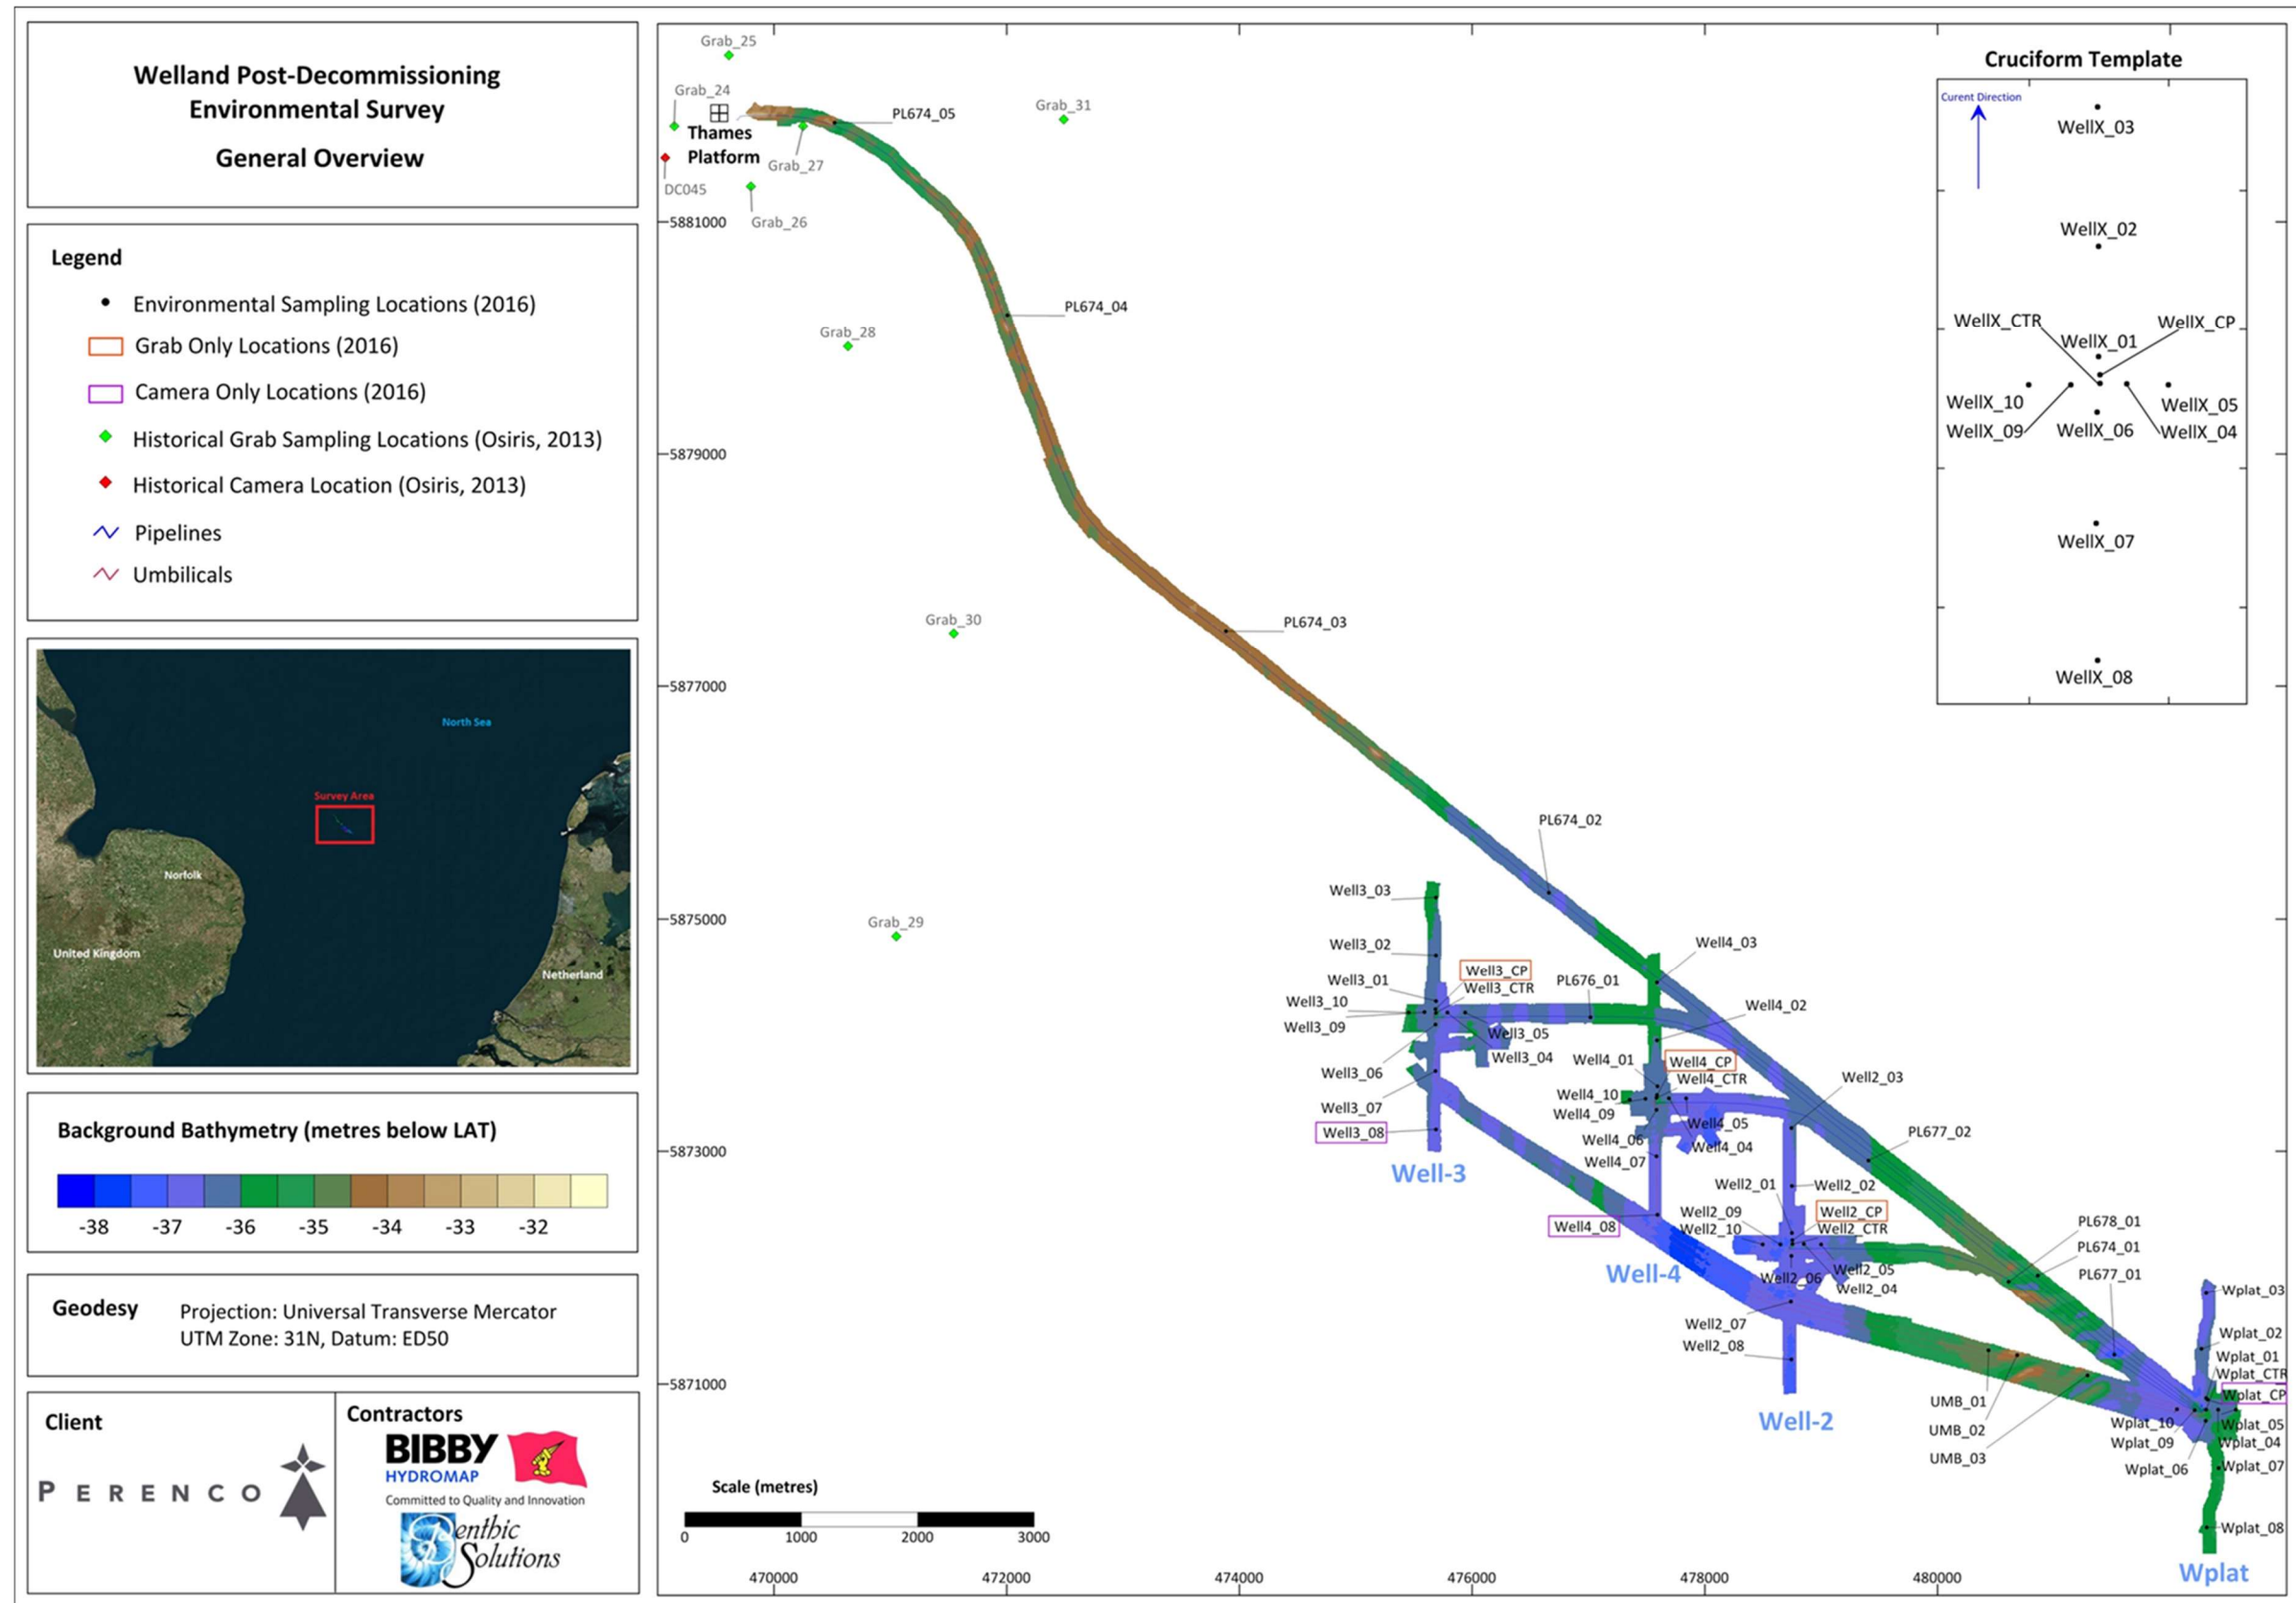 Welland Post-Decommissioning
Environmental Survey
General Overview
Legend
Environmental Sampling Locations (2016)
Grab Only Locations (2016)
Camera Only Locations (2016)
Historical Grab Sampling Locations (Osiris, 2013)
Historical Camera Location (Osiris, 2013)
Pipelines
Umbilicals
North Sea
Survey Area
Norfolk
United Kingdom
Netherland
Background Bathymetry (metres below LAT)
-38 -37 -36 -35 -34 -33 -32
Geodesy
Projection: Universal Transverse Mercator
UTM Zone: 31N, Datum: ED50
Client
PERENCO
Contractors
BIBBY
HYDROMAP
Committed to Quality and Innovation
Benthic
Solutions
Grab_25
Grab_24
Grab_31
PL674_05
Thames
Platform
Grab_27
DC045
Grab_26
5881000
PL674_04
Grab_28
5879000
Grab_30
PL674_03
5877000
PL674_02
Grab_29
5875000
Well3_03
Well3_02
Well3_01
Well3_CP
Well3_CTR
Well3_10
Well3_09
Well3_05
Well3_04
Well3_06
Well3_07
Well3_08
Well-3
PL676_01
Well4_03
Well4_02
Well4_01
Well4_CP
Well4_CTR
Well4_10
Well4_09
Well4_05
Well4_04
Well4_06
Well4_07
Well4_08
Well-4
5873000
Well2_03
PL677_02
Well2_01
Well2_02
Well2_CP
Well2_CTR
Well2_09
Well2_10
Well2_05
Well2_06
Well2_04
Well2_07
Well2_08
Well-2
PL678_01
PL674_01
PL677_01
UMB_01
UMB_02
UMB_03
5871000
Wplat_03
Wplat_02
Wplat_01
Wplat_CTR
Wplat_CP
Wplat_10
Wplat_05
Wplat_09
Wplat_04
Wplat_06
Wplat_07
Wplat_08
Wplat
Scale (metres)
0 1000 2000 3000
470000 472000 474000 476000 478000 480000
Cruciform Template
Curent Direction
WellX_03
WellX_02
WellX_CTR
WellX_CP
WellX_01
WellX_10
WellX_05
WellX_09
WellX_06
WellX_04
WellX_07
WellX_08